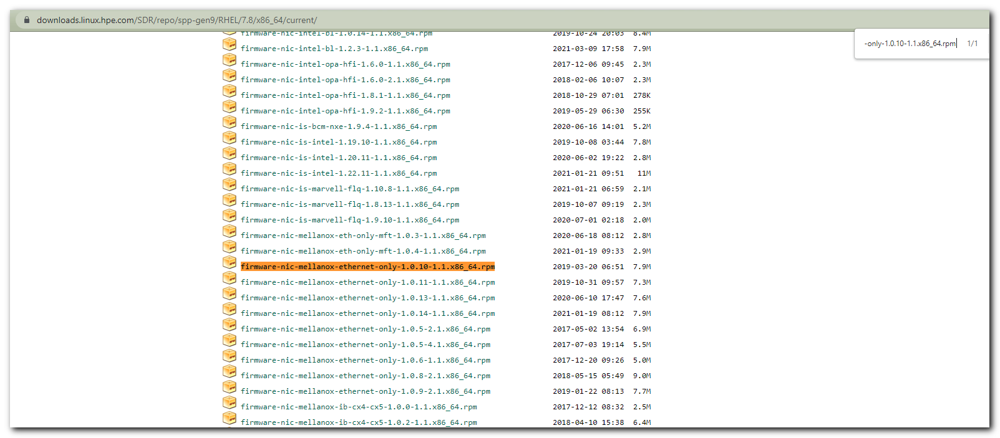 downloads.linux.hpe.com/SDR/repo/spp-gen9/RHEL/7.8/x86_64/current/
-only-1.0.10-1.1.x86_64.rpm 1/1
firmware-nic-intel-bl-1.0.14-1.1.x86_64.rpm 2019-10-24 20:03 8.4M
firmware-nic-intel-bl-1.2.3-1.1.x86_64.rpm 2021-03-09 17:58 7.9M
firmware-nic-intel-opa-hfi-1.6.0-1.1.x86_64.rpm 2017-12-06 09:45 2.3M
firmware-nic-intel-opa-hfi-1.6.0-2.1.x86_64.rpm 2018-02-06 10:07 2.3M
firmware-nic-intel-opa-hfi-1.8.1-1.1.x86_64.rpm 2018-10-29 07:01 278K
firmware-nic-intel-opa-hfi-1.9.2-1.1.x86_64.rpm 2019-05-29 06:30 255K
firmware-nic-is-bcm-nxe-1.9.4-1.1.x86_64.rpm 2020-06-16 14:01 5.2M
firmware-nic-is-intel-1.19.10-1.1.x86_64.rpm 2019-10-08 03:44 7.8M
firmware-nic-is-intel-1.20.11-1.1.x86_64.rpm 2020-06-02 19:22 2.8M
firmware-nic-is-intel-1.22.11-1.1.x86_64.rpm 2021-01-21 09:51 11M
firmware-nic-is-marvell-flq-1.10.8-1.1.x86_64.rpm 2021-01-21 06:59 2.1M
firmware-nic-is-marvell-flq-1.8.13-1.1.x86_64.rpm 2019-10-07 09:19 2.3M
firmware-nic-is-marvell-flq-1.9.10-1.1.x86_64.rpm 2020-07-01 02:18 2.0M
firmware-nic-mellanox-eth-only-mft-1.0.3-1.1.x86_64.rpm 2020-06-18 08:12 2.8M
firmware-nic-mellanox-eth-only-mft-1.0.4-1.1.x86_64.rpm 2021-01-19 09:33 2.9M
firmware-nic-mellanox-ethernet-only-1.0.10-1.1.x86_64.rpm 2019-03-20 06:51 7.9M
firmware-nic-mellanox-ethernet-only-1.0.11-1.1.x86_64.rpm 2019-10-31 09:57 7.3M
firmware-nic-mellanox-ethernet-only-1.0.13-1.1.x86_64.rpm 2020-06-10 17:47 7.6M
firmware-nic-mellanox-ethernet-only-1.0.14-1.1.x86_64.rpm 2021-01-19 08:12 7.9M
firmware-nic-mellanox-ethernet-only-1.0.5-2.1.x86_64.rpm 2017-05-02 13:54 6.9M
firmware-nic-mellanox-ethernet-only-1.0.5-4.1.x86_64.rpm 2017-07-03 19:14 5.5M
firmware-nic-mellanox-ethernet-only-1.0.6-1.1.x86_64.rpm 2017-12-20 09:26 5.0M
firmware-nic-mellanox-ethernet-only-1.0.8-2.1.x86_64.rpm 2018-05-15 05:49 9.0M
firmware-nic-mellanox-ethernet-only-1.0.9-2.1.x86_64.rpm 2019-01-22 08:13 7.7M
firmware-nic-mellanox-ib-cx4-cx5-1.0.0-1.1.x86_64.rpm 2017-12-12 08:32 2.5M
firmware-nic-mellanox-ib-cx4-cx5-1.0.2-1.1.x86_64.rpm 2018-04-10 15:38 6.4M